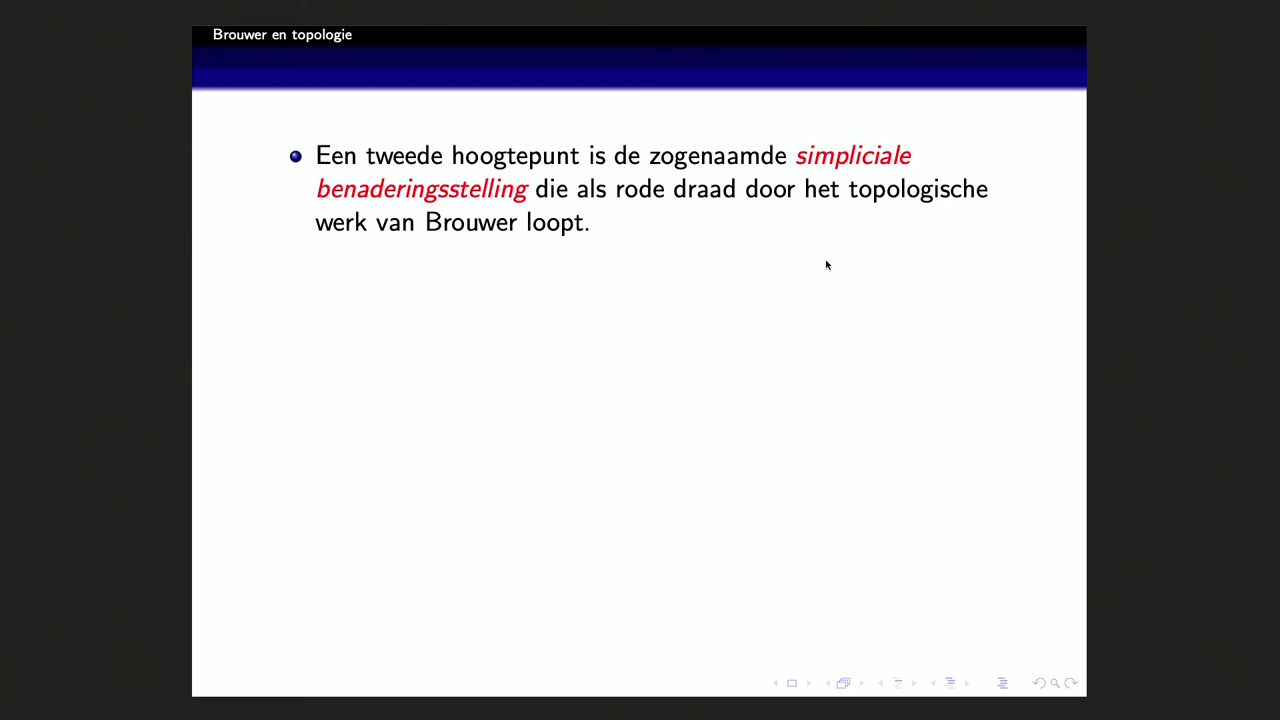 Brouwer en topologie
Een tweede hoogtepunt is de zogenaamde simpliciale
benaderingsstelling die als rode draad door het topologische
werk van Brouwer loopt.